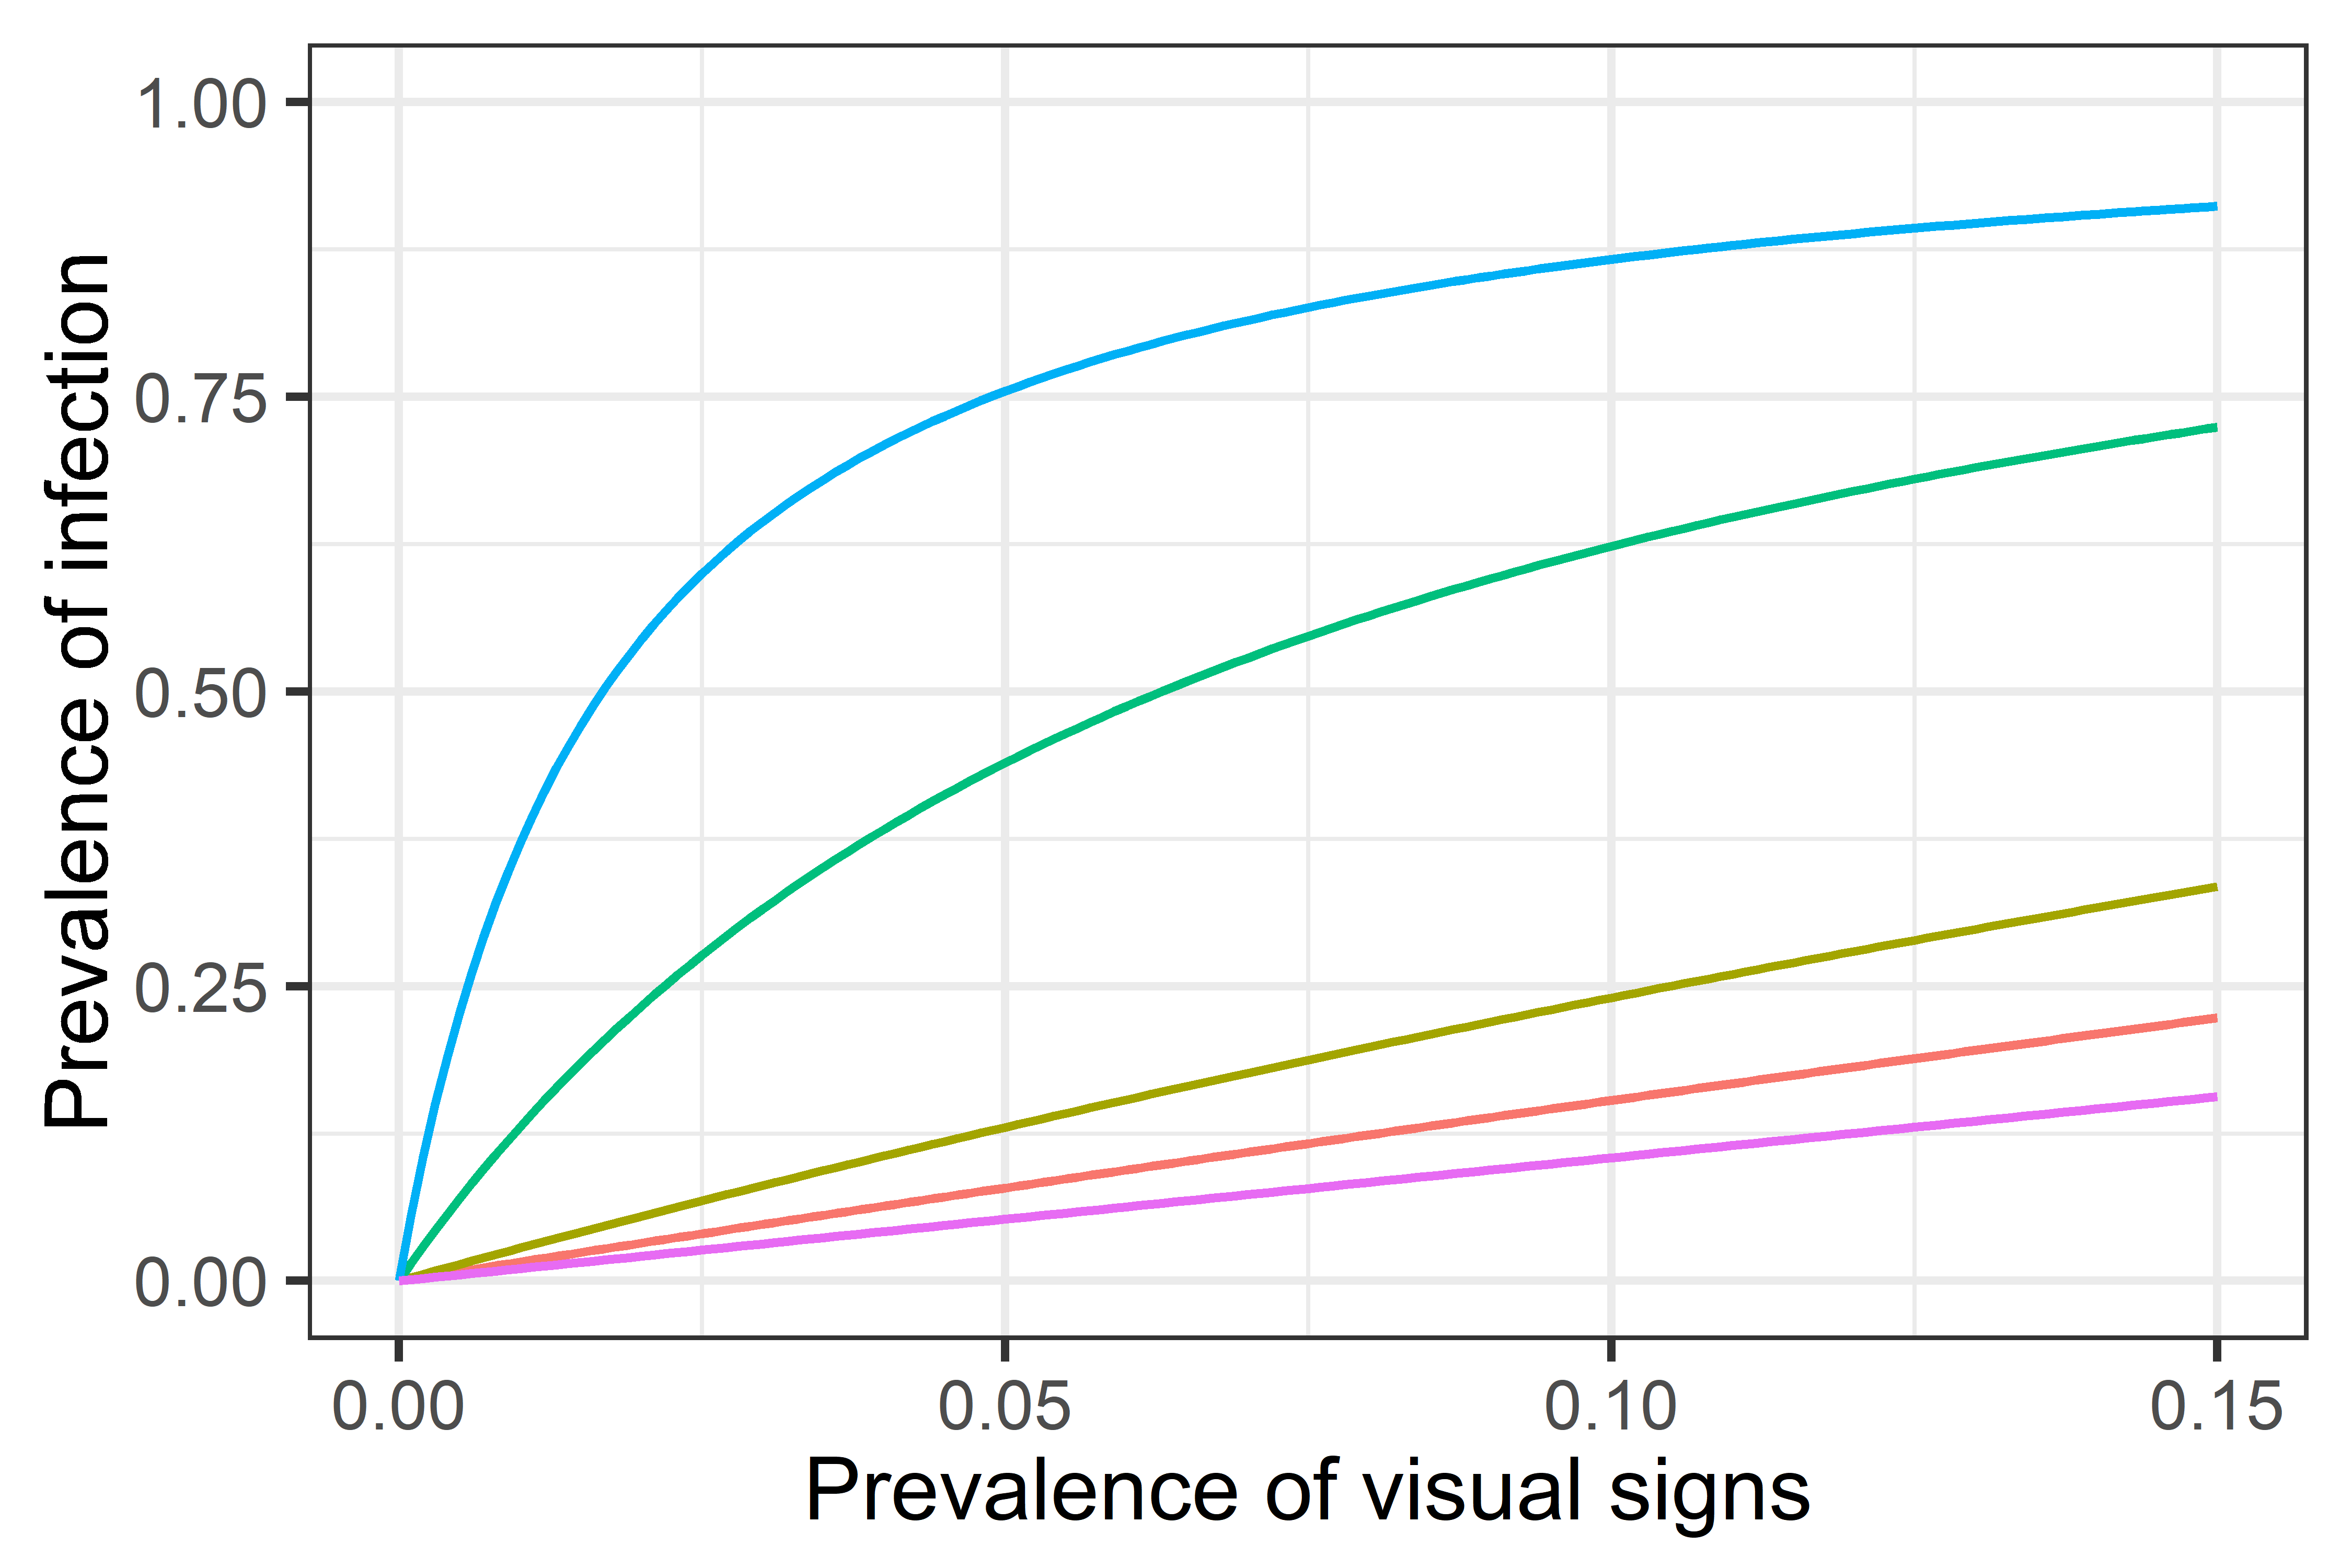 Prevalence of infection
1.00
0.75
0.50
0.25
0.00
0.00 0.05 0.10 0.15
Prevalence of visual signs